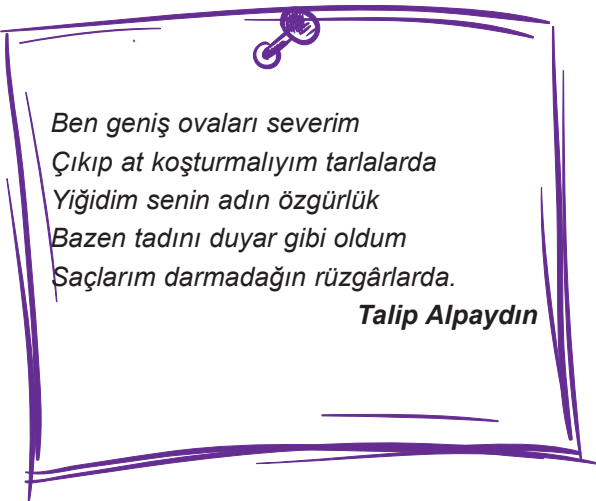 Ben geniş ovaları severim
Çıkıp at koşturmalıyım tarlalarda
Yiğidim senin adın özgürlük
Bazen tadını duyar gibi oldum
Saçlarım darmadağın rüzgârlarda.
Talip Alpaydın